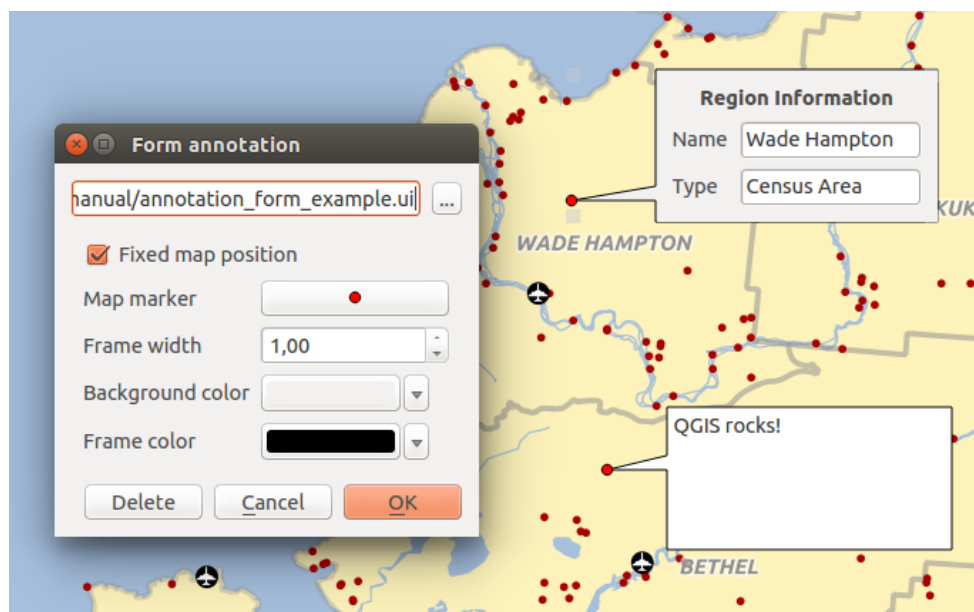 Form annotation
nanual/annotation_form_example.ui
...
Fixed map position
Map marker
Frame width
1,00
Background color
Frame color
Delete
Cancel
OK
Region Information
Name
Wade Hampton
Type
Census Area
KUK
WADE HAMPTON
QGIS rocks!
BETHEL